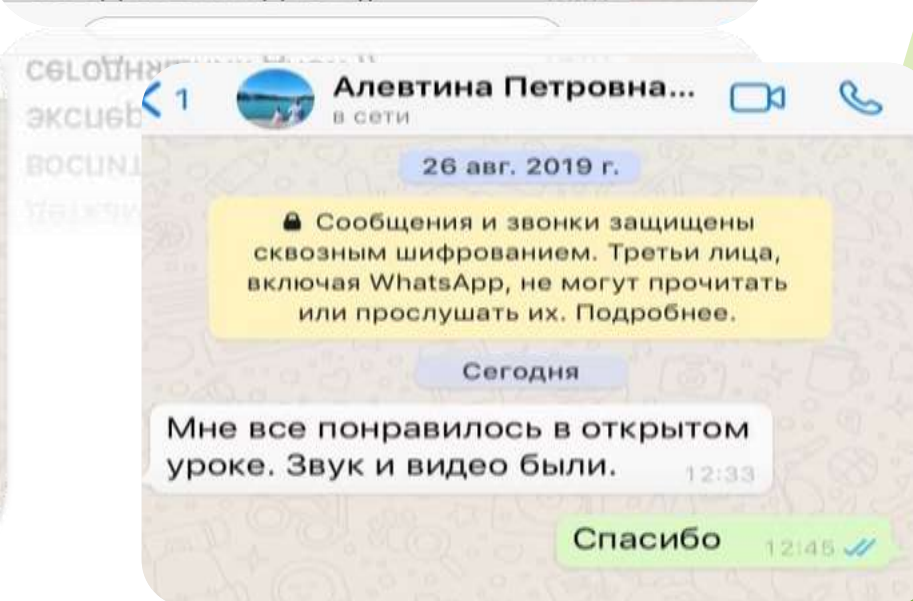 1
Алевтина Петровна...
в сети
26 авг. 2019 г.
Сообщения и звонки защищены
сквозным шифрованием. Третьи лица,
включая WhatsApp, не могут прочитать
или прослушать их. Подробнее.
Сегодня
Мне все понравилось в открытом
уроке. Звук и видео были.
12:33
Спасибо
12:45